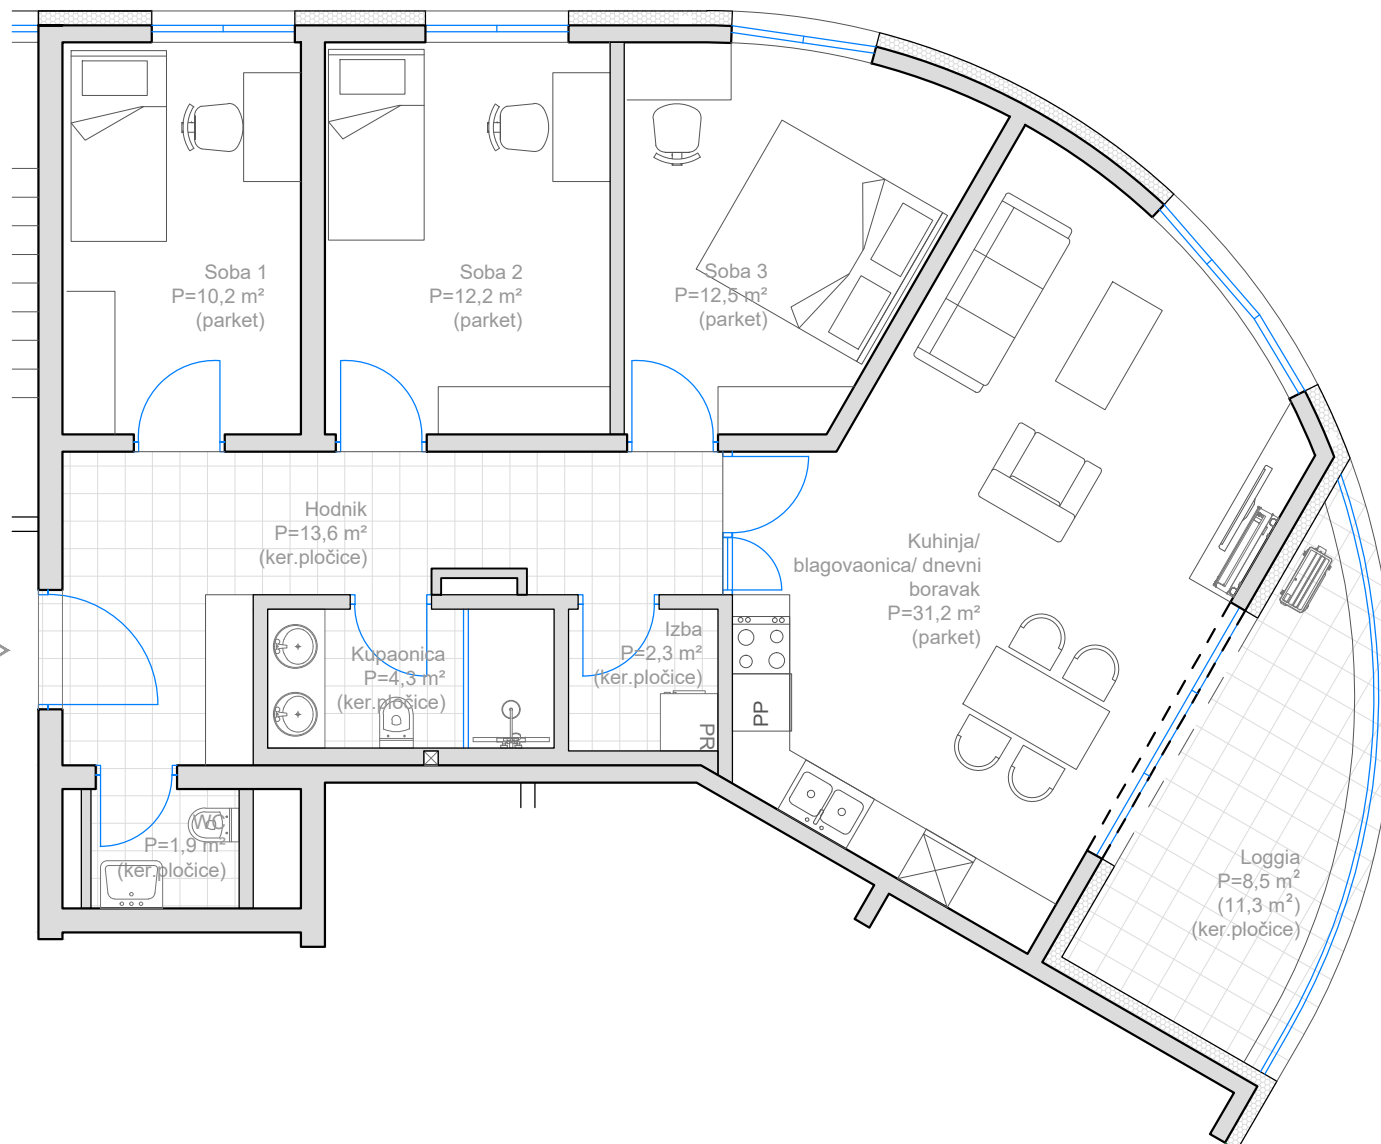 Soba 1
P=10,2 m²
(parket)
Soba 2
P=12,2 m²
(parket)
Soba 3
P=12,5 m²
(parket)
Hodnik
P=13,6 m²
(ker.pločice)
Kuhinja/
blagovaonica/ dnevni
boravak
P=31,2 m²
(parket)
Kupaonica
P=4,3 m²
(ker.pločice)
Izba
P=2,3 m²
(ker.pločice)
PR
PP
WC
P=1,9 m²
(ker.pločice)
Loggia
P=8,5 m²
(11,3 m²)
(ker.pločice)